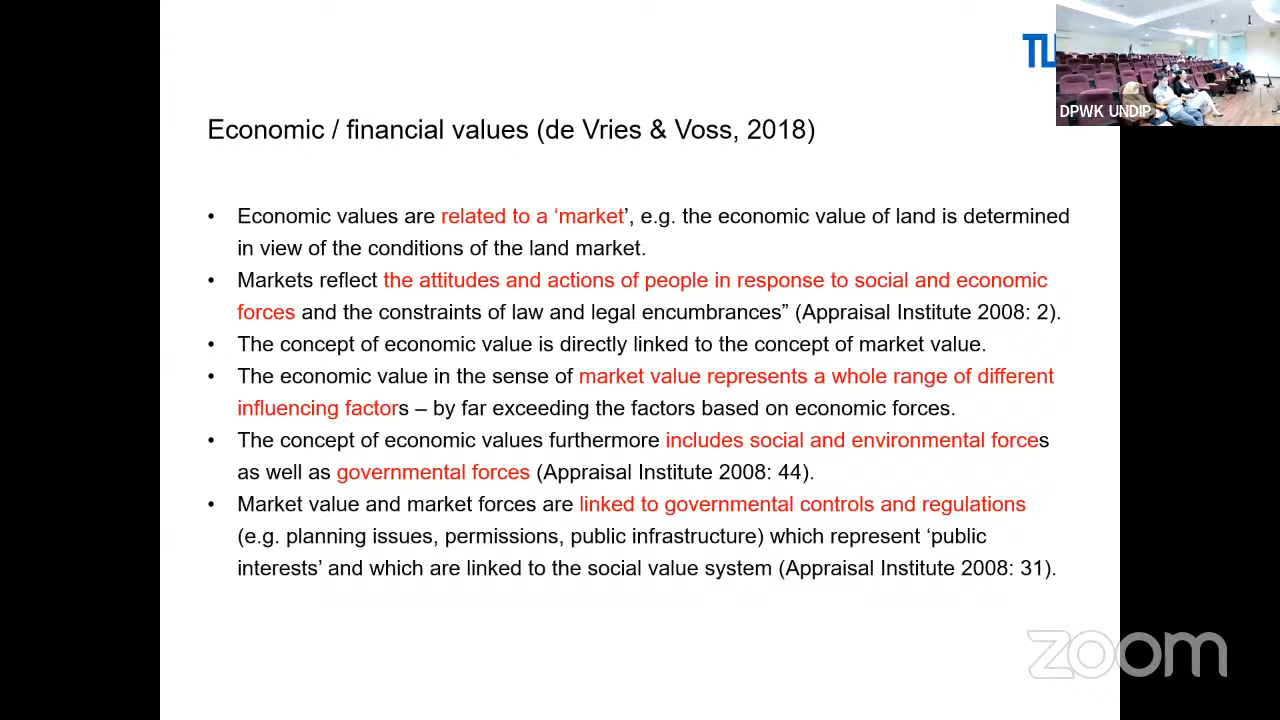 TU
DPWK UNDIP
Economic / financial values (de Vries & Voss, 2018)
• Economic values are related to a ‘market’, e.g. the economic value of land is determined
in view of the conditions of the land market.
• Markets reflect the attitudes and actions of people in response to social and economic
forces and the constraints of law and legal encumbrances” (Appraisal Institute 2008: 2).
• The concept of economic value is directly linked to the concept of market value.
• The economic value in the sense of market value represents a whole range of different
influencing factors – by far exceeding the factors based on economic forces.
• The concept of economic values furthermore includes social and environmental forces
as well as governmental forces (Appraisal Institute 2008: 44).
• Market value and market forces are linked to governmental controls and regulations
(e.g. planning issues, permissions, public infrastructure) which represent ‘public
interests’ and which are linked to the social value system (Appraisal Institute 2008: 31).
zoom